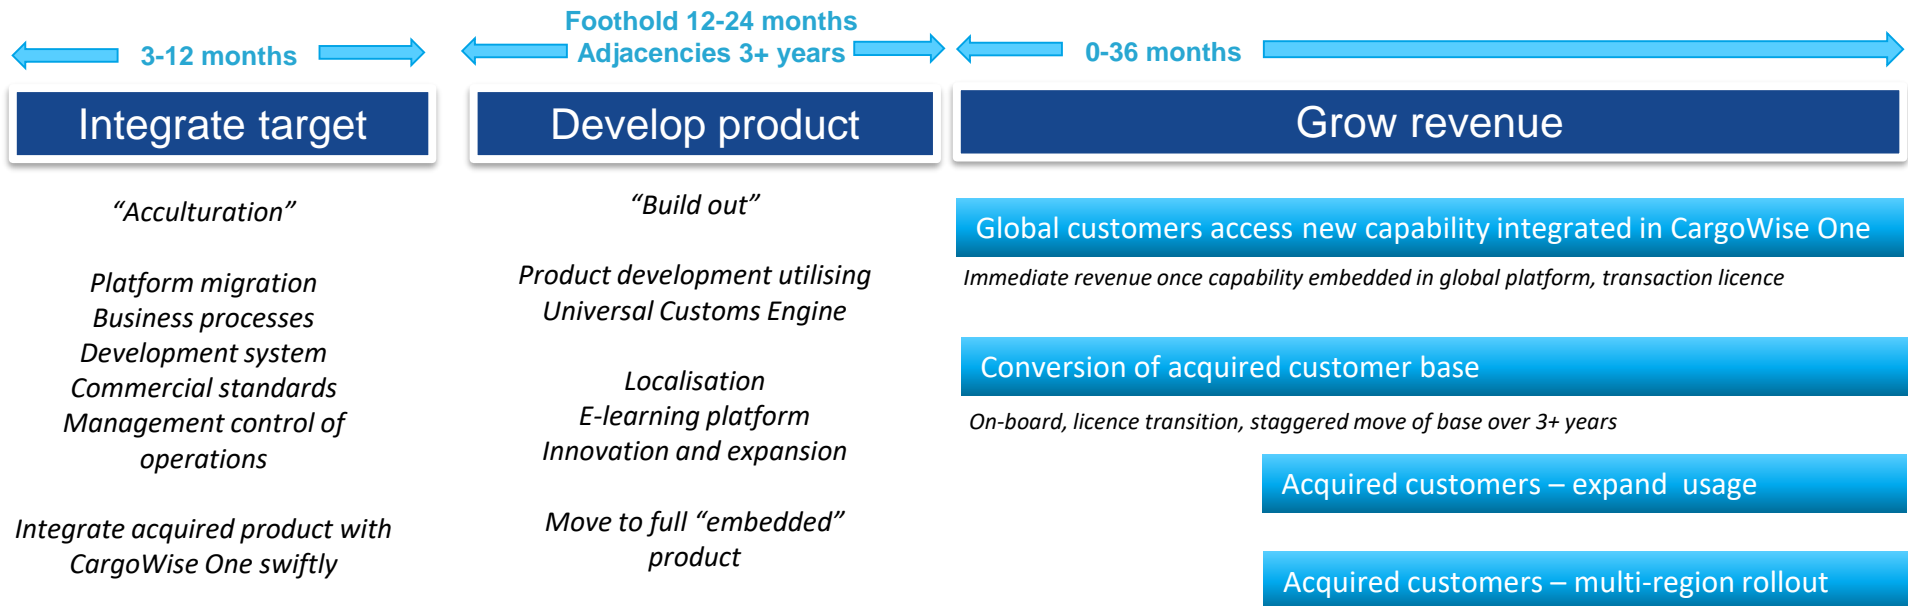 3-12 months
Foothold 12-24 months
Adjacencies 3+ years
0-36 months
Integrate target
Develop product
Grow revenue
“Acculturation”
Platform migration
Business processes
Development system
Commercial standards
Management control of
operations
Integrate acquired product with
CargoWise One swiftly
“Build out”
Product development utilising
Universal Customs Engine
Localisation
E-learning platform
Innovation and expansion
Move to full “embedded”
product
Global customers access new capability integrated in CargoWise One
Immediate revenue once capability embedded in global platform, transaction licence
Conversion of acquired customer base
On-board, licence transition, staggered move of base over 3+ years
Acquired customers – expand  usage
Acquired customers – multi-region rollout